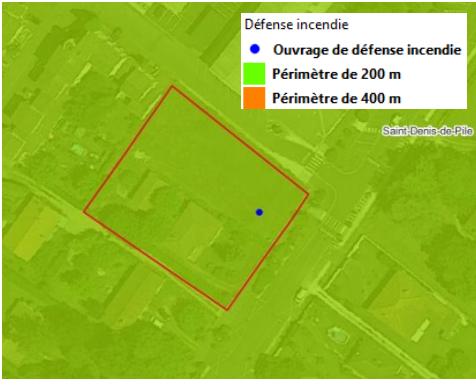 Défense incendie
Ouvrage de défense incendie
Périmètre de 200 m
Périmètre de 400 m
Saint-Denis-de-Pile